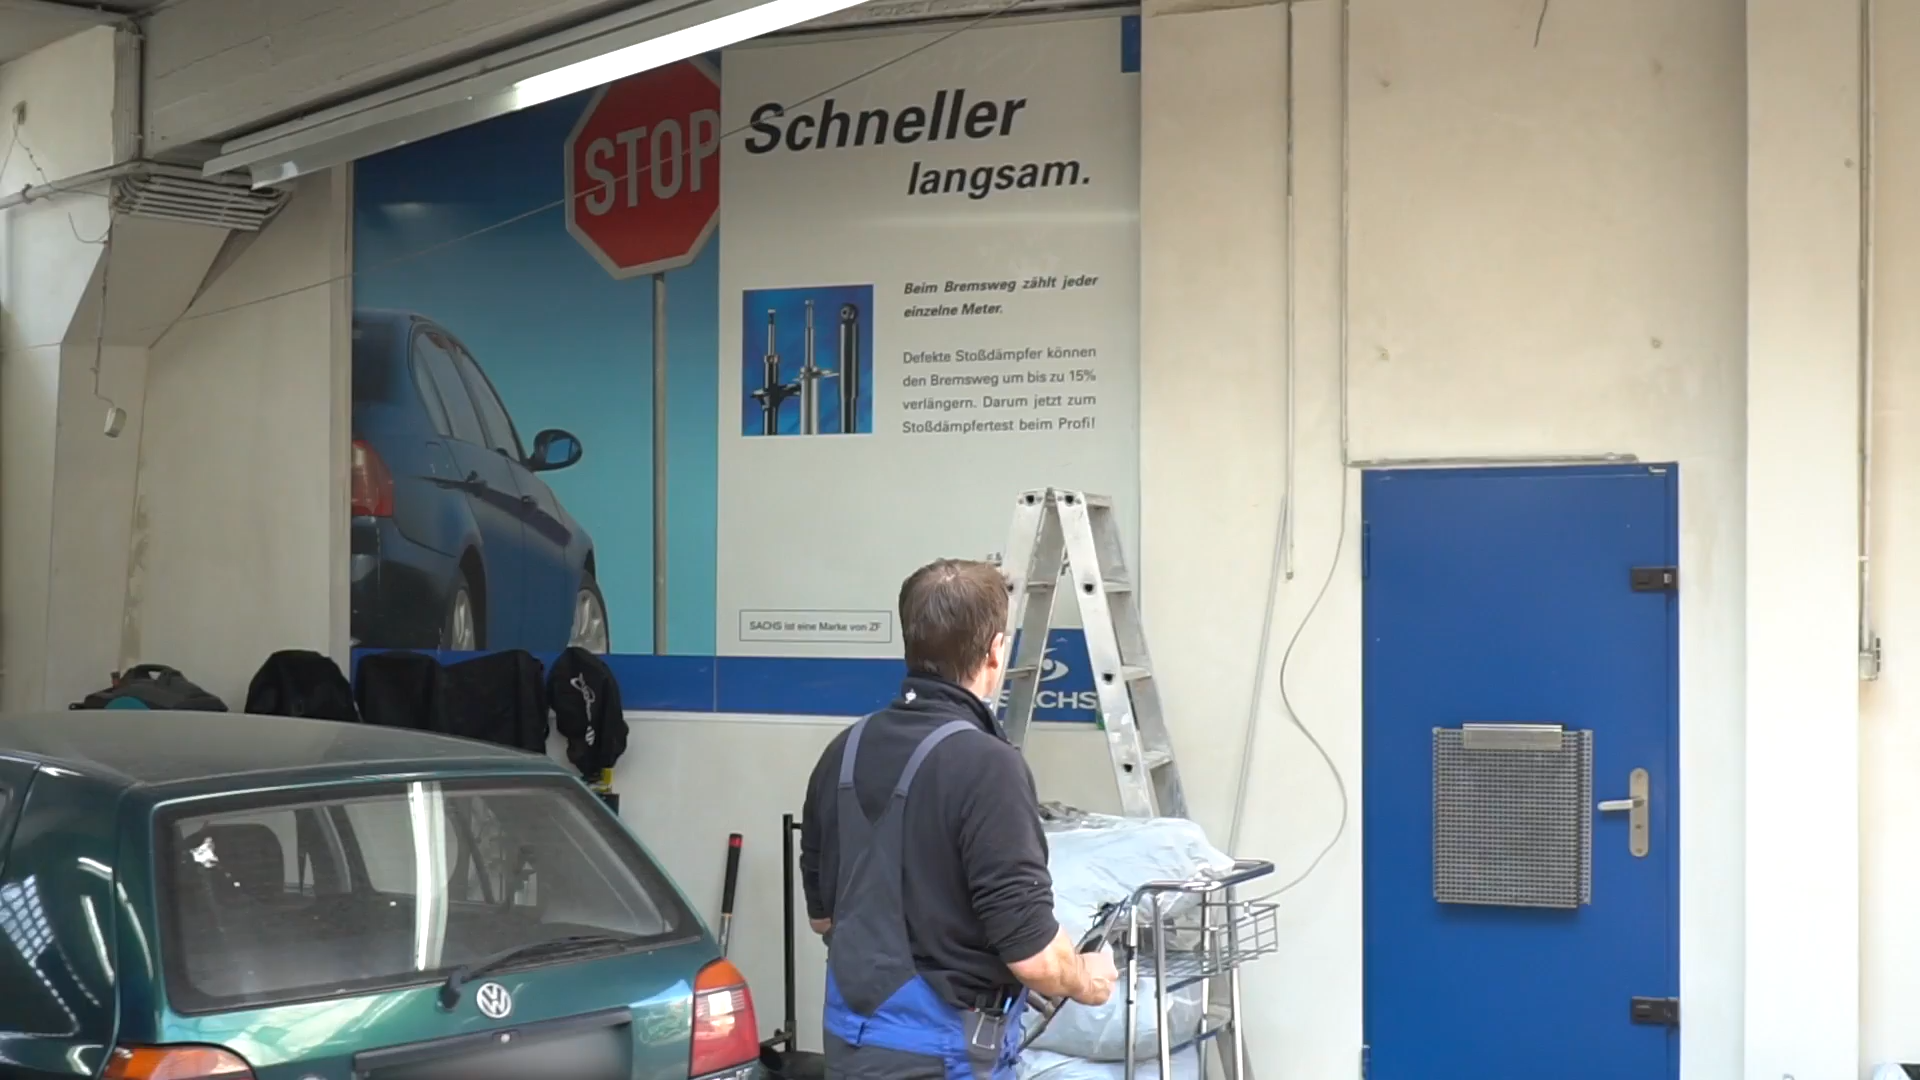 STOP
Schneller
langsam.
Beim Bremsweg zählt jeder
einzelne Meter.
Defekte Stoßdämpfer können
den Bremsweg um bis zu 15%
verlängern. Darum jetzt zum
Stoßdämpfertest beim Profi!
SACHS ist eine Marke von ZF
SACHS